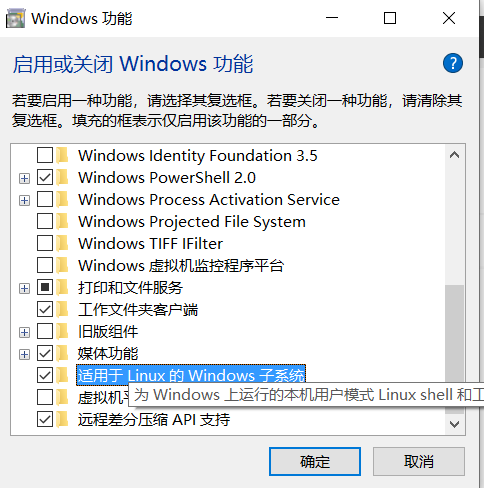 Windows 功能
启用或关闭 Windows 功能
若要启用一种功能，请选择其复选框。若要关闭一种功能，请清除其
复选框。填充的框表示仅启用该功能的一部分。
Windows Identity Foundation 3.5
Windows PowerShell 2.0
Windows Process Activation Service
Windows Projected File System
Windows TIFF IFilter
Windows 虚拟机监控程序平台
打印和文件服务
工作文件夹客户端
旧版组件
媒体功能
适用于 Linux 的 Windows 子系统
虚拟机
为 Windows 上运行的本机用户模式 Linux shell 和工
远程差分压缩 API 支持
确定
取消